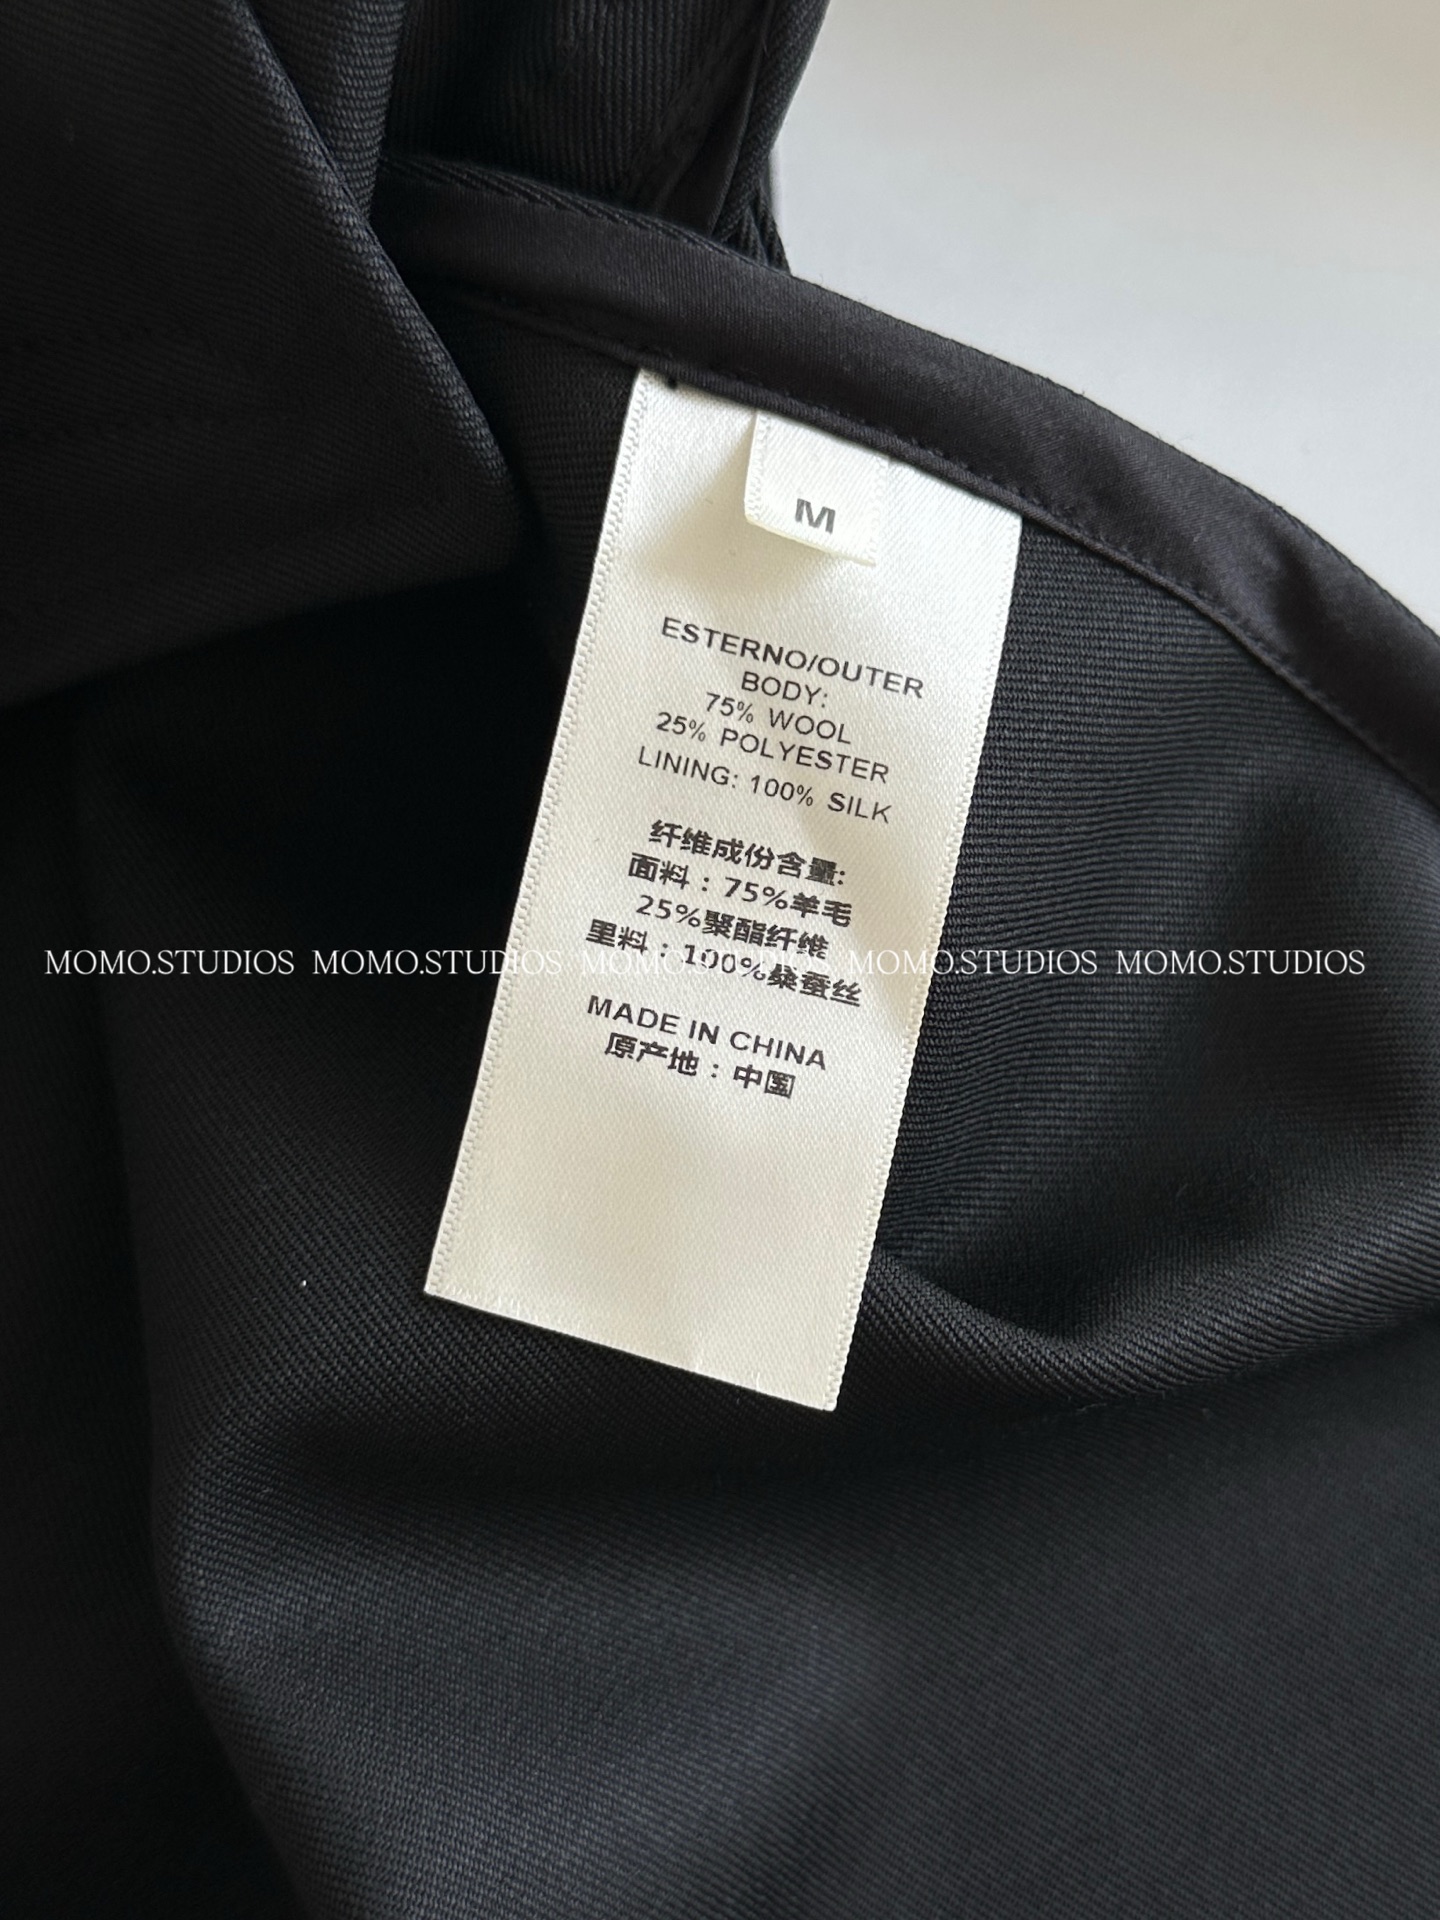 M
ESTERNO/OUTER
BODY:
75% WOOL
25% POLYESTER
LINING: 100% SILK
纤维成份含量:
面料：75%羊毛
25%聚酯纤维
里料：100%桑蚕丝
MOMO.STUDIOS MOMO.STUDIOS MOMO.STUDIOS MOMO.STUDIOS MOMO.STUDIOS
MADE IN CHINA
原产地：中国